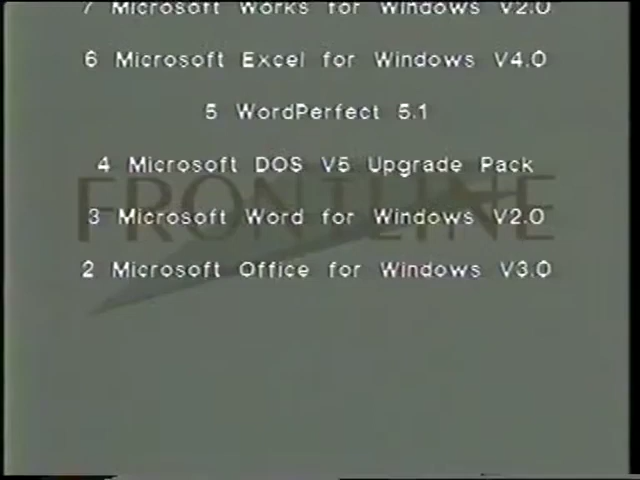 7 Microsoft Works for Windows V2.0
6 Microsoft Excel for Windows V4.0
5 WordPerfect 5.1
4 Microsoft DOS V5 Upgrade Pack
FRONTLINE
3 Microsoft Word for Windows V2.0
2 Microsoft Office for Windows V3.0